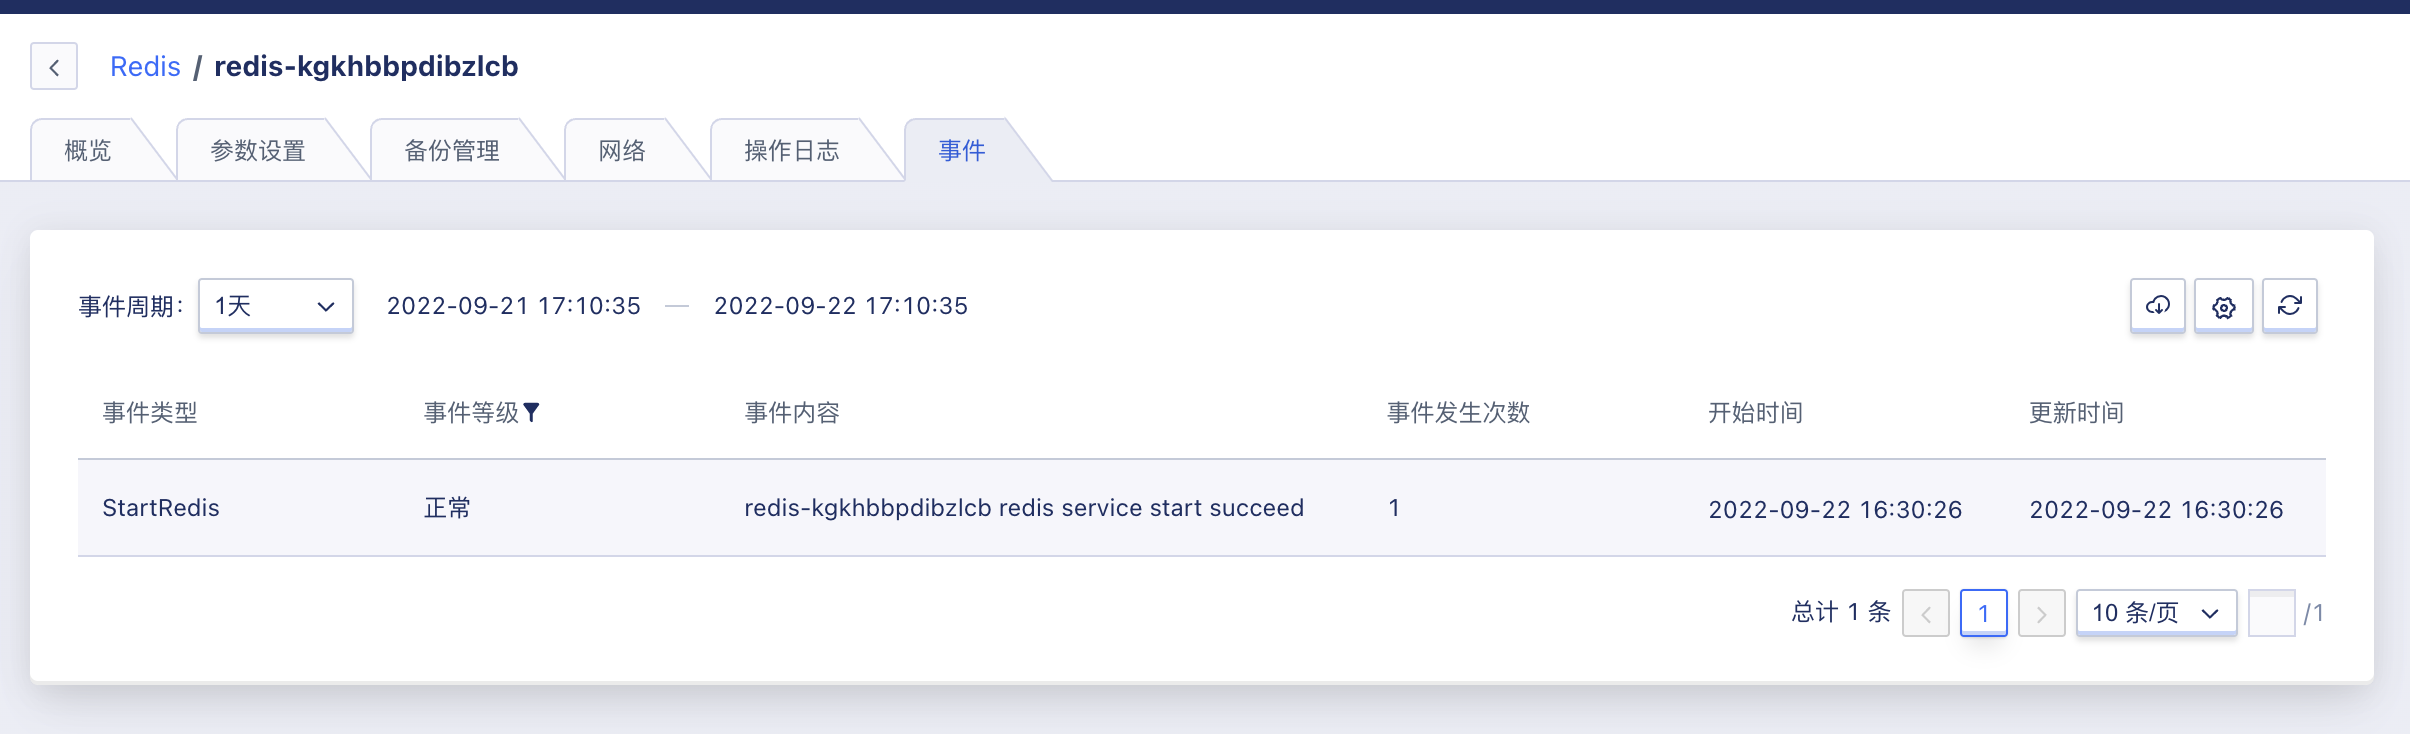 Redis / redis-kgkhbbpdibzlcb
概览 参数设置 备份管理 网络 操作日志 事件
事件周期: 1天 2022-09-21 17:10:35 — 2022-09-22 17:10:35
事件类型 事件等级 事件内容 事件发生次数 开始时间 更新时间
StartRedis 正常 redis-kgkhbbpdibzlcb redis service start succeed 1 2022-09-22 16:30:26 2022-09-22 16:30:26
总计 1 条 1 10 条/页 /1